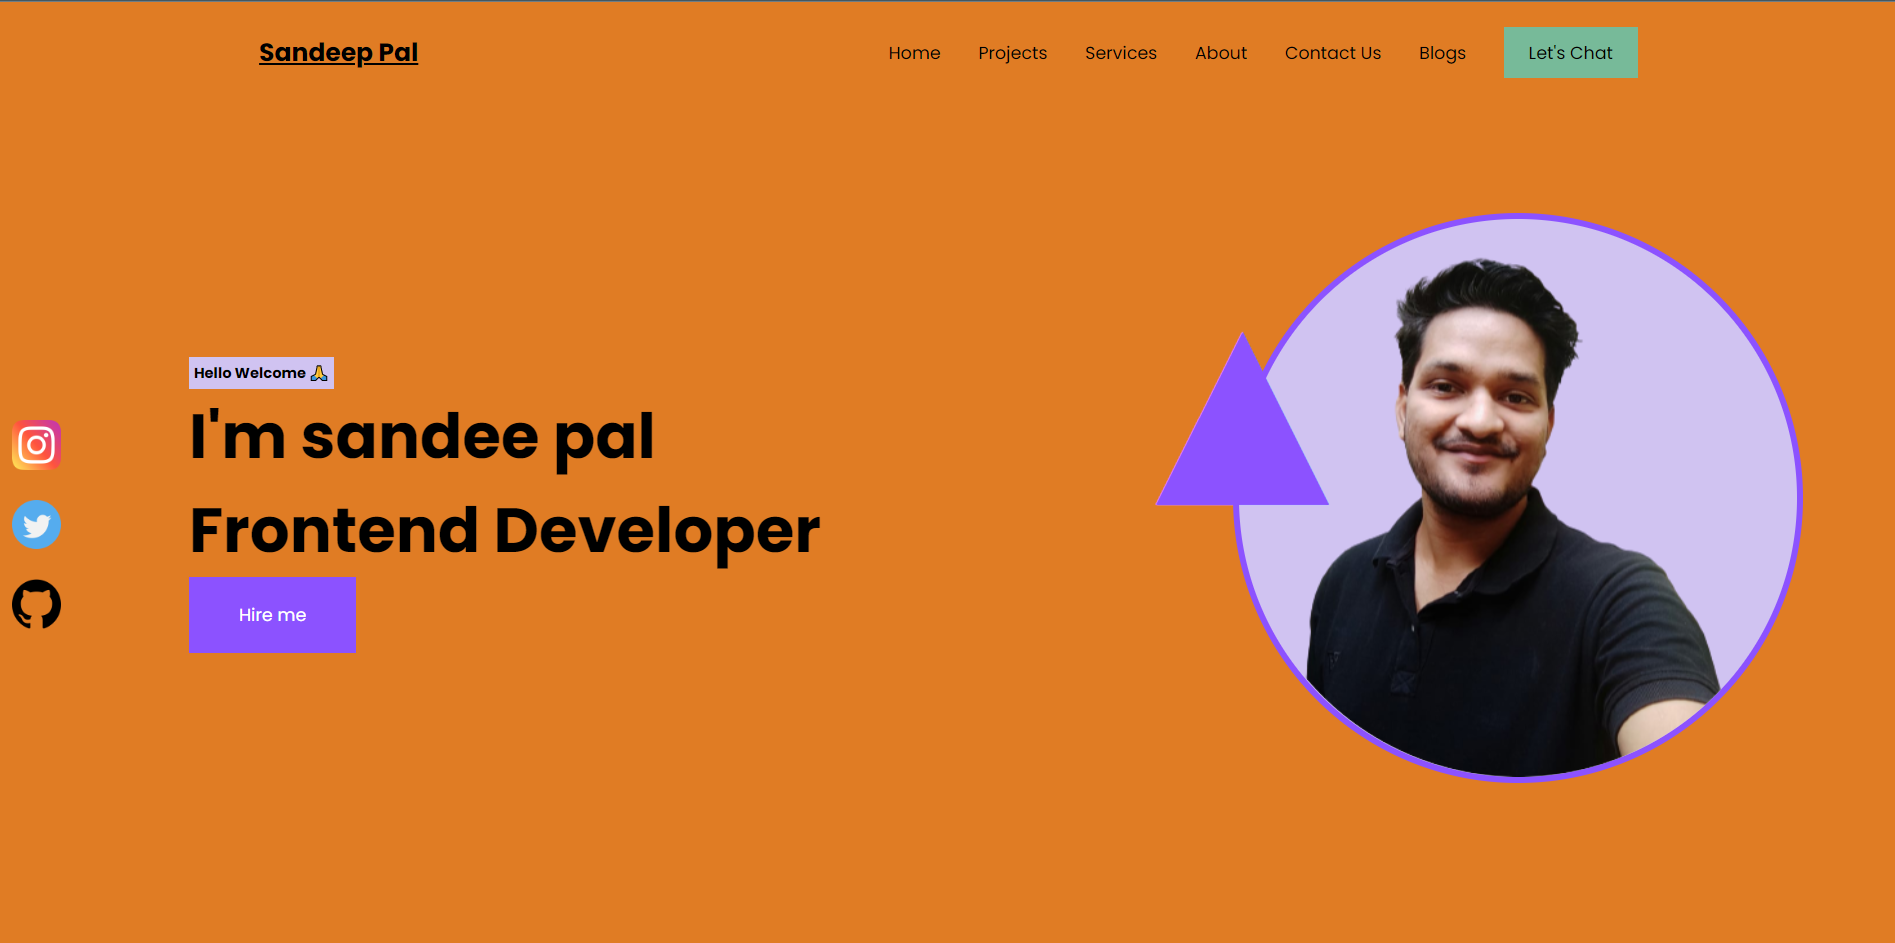 Sandeep Pal
Home Projects Services About Contact Us Blogs Let's Chat
Hello Welcome 🙏
I'm sandee pal
Frontend Developer
Hire me